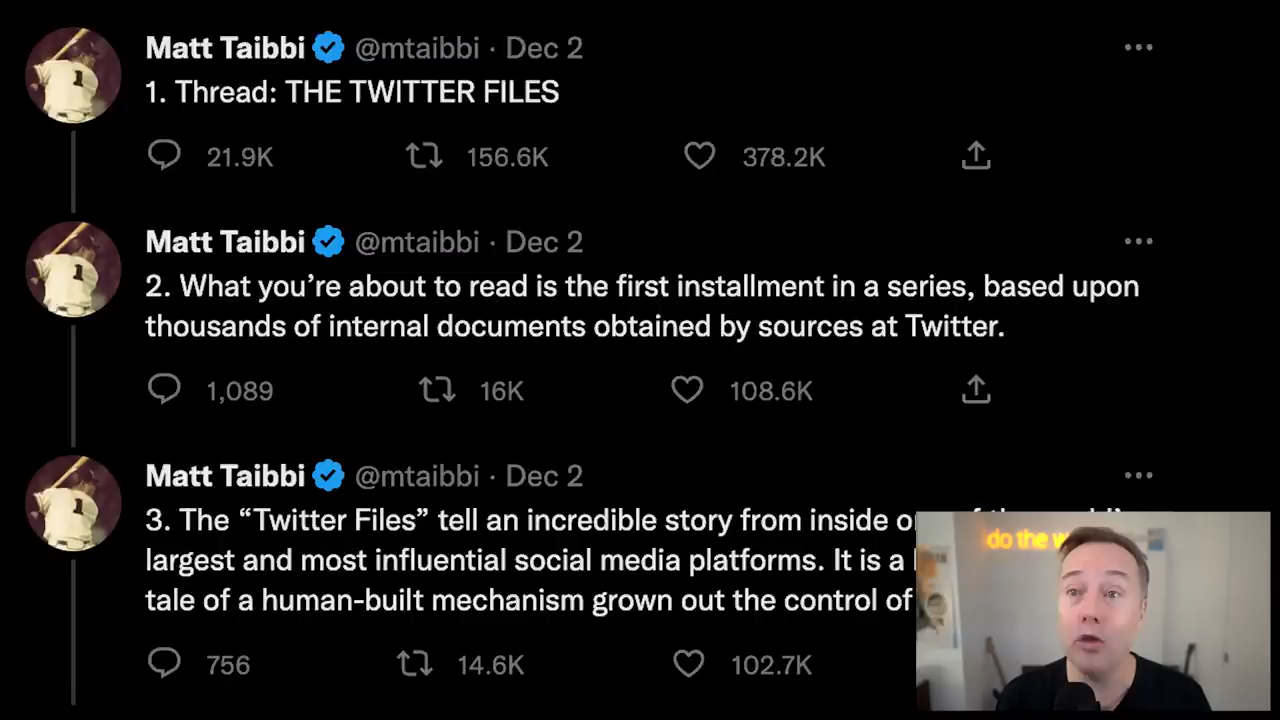 Matt Taibbi @mtaibbi · Dec 2
1. Thread: THE TWITTER FILES
21.9K 156.6K 378.2K
Matt Taibbi @mtaibbi · Dec 2
2. What you’re about to read is the first installment in a series, based upon
thousands of internal documents obtained by sources at Twitter.
1,089 16K 108.6K
Matt Taibbi @mtaibbi · Dec 2
3. The “Twitter Files” tell an incredible story from inside
largest and most influential social media platforms. It is a
tale of a human-built mechanism grown out the control of
756 14.6K 102.7K
do the
1
1
1